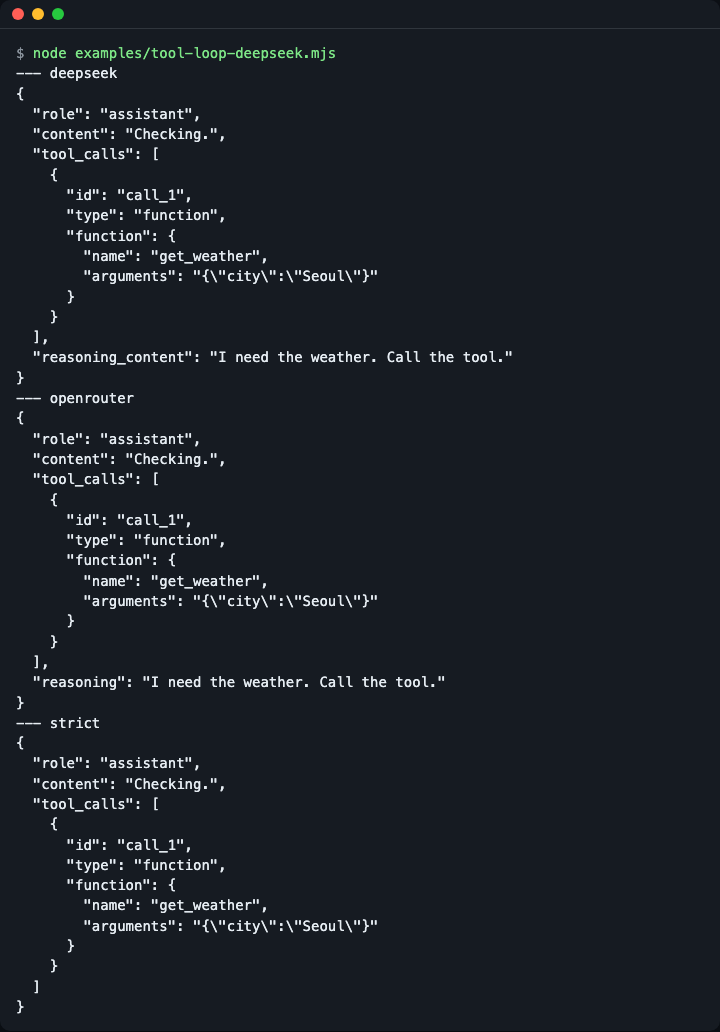 $ node examples/tool-loop-deepseek.mjs
--- deepseek
{
  "role": "assistant",
  "content": "Checking.",
  "tool_calls": [
    {
      "id": "call_1",
      "type": "function",
      "function": {
        "name": "get_weather",
        "arguments": "{\"city\":\"Seoul\"}"
      }
    }
  ],
  "reasoning_content": "I need the weather. Call the tool."
}
--- openrouter
{
  "role": "assistant",
  "content": "Checking.",
  "tool_calls": [
    {
      "id": "call_1",
      "type": "function",
      "function": {
        "name": "get_weather",
        "arguments": "{\"city\":\"Seoul\"}"
      }
    }
  ],
  "reasoning": "I need the weather. Call the tool."
}
--- strict
{
  "role": "assistant",
  "content": "Checking.",
  "tool_calls": [
    {
      "id": "call_1",
      "type": "function",
      "function": {
        "name": "get_weather",
        "arguments": "{\"city\":\"Seoul\"}"
      }
    }
  ]
}